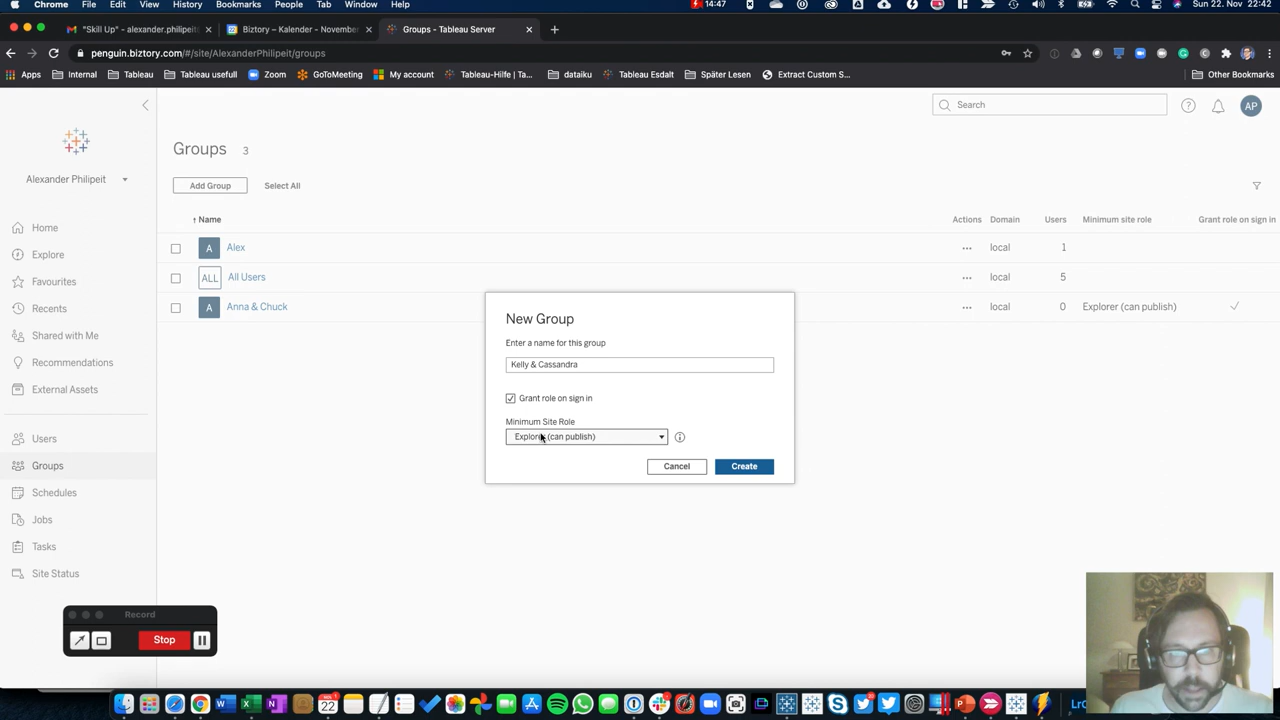 Chrome File Edit View History Bookmarks People Tab Window Help
14:47 Sun 22. Nov 22:42
"Skill Up" – alexander.philipeit@
Biztory – Kalender - November
Groups - Tableau Server
penguin.biztory.com/#/site/AlexanderPhilipeit/groups
Apps Internal Tableau Tableau usefull Zoom GoToMeeting My account Tableau-Hilfe | Ta... dataiku Tableau Esdalt Später Lesen Extract Custom S... Other Bookmarks
Search
AP
Alexander Philipeit
Home
Explore
Favourites
Recents
Shared with Me
Recommendations
External Assets
Users
Groups
Schedules
Jobs
Tasks
Site Status
Groups 3
Add Group Select All
↑ Name Actions Domain Users Minimum site role Grant role on sign in
A Alex ••• local 1
ALL All Users ••• local 5
A Anna & Chuck ••• local 0 Explorer (can publish)
New Group
Enter a name for this group
Kelly & Cassandra
Grant role on sign in
Minimum Site Role
Explorer (can publish)
Cancel Create
Record
Stop
22